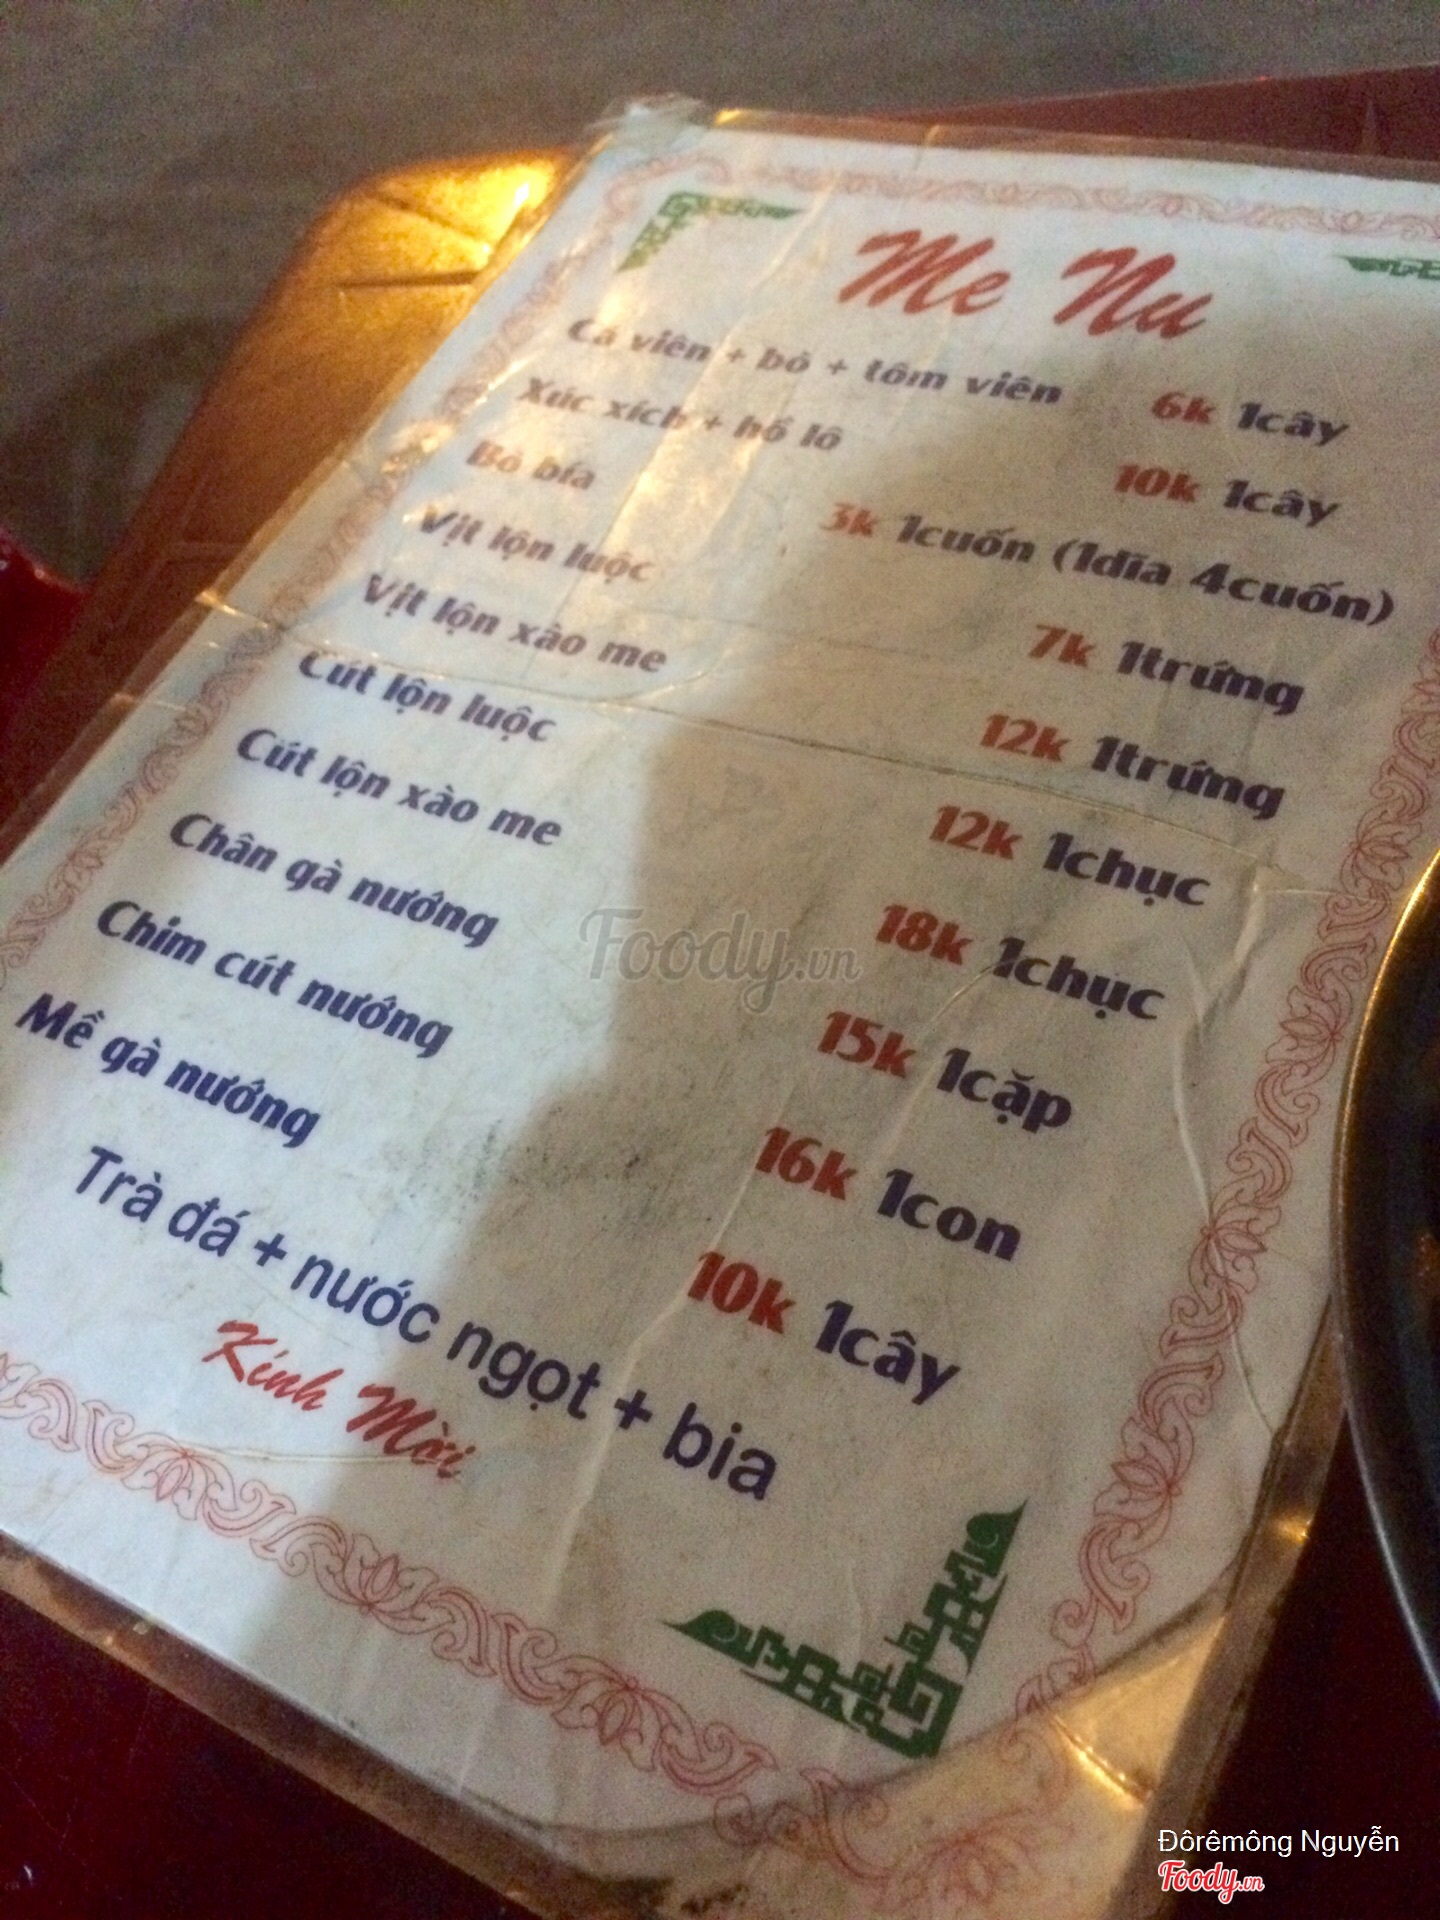 Me Nu
Cá viên + bò + tôm viên 6k 1cây
Xúc xích + hồ lô 10k 1cây
Bò bía 3k 1cuốn (1dĩa 4cuốn)
Vịt lộn luộc 7k 1trứng
Vịt lộn xào me 12k 1trứng
Cút lộn luộc 12k 1chục
Cút lộn xào me 18k 1chục
Chân gà nướng 15k 1cặp
Chim cút nướng 16k 1con
Mề gà nướng 10k 1cây
Trà đá + nước ngọt + bia
Kính Mời
Foody.vn
Đôrêmông Nguyễn
Foody.vn